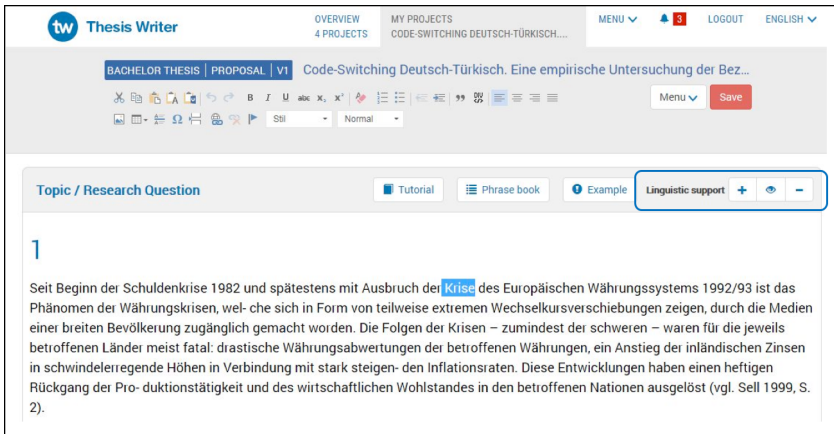 tw Thesis Writer
OVERVIEW
4 PROJECTS
MY PROJECTS
CODE-SWITCHING DEUTSCH-TÜRKISCH....
MENU
3
LOGOUT
ENGLISH
BACHELOR THESIS | PROPOSAL | V1 Code-Switching Deutsch-Türkisch. Eine empirische Untersuchung der Bez...
B I U abc x₂ x²
Menu
Save
Stil
Normal
Topic / Research Question
Tutorial
Phrase book
Example
Linguistic support
1
Seit Beginn der Schuldenkrise 1982 und spätestens mit Ausbruch der Krise des Europäischen Währungssystems 1992/93 ist das
Phänomen der Währungskrisen, wel- che sich in Form von teilweise extremen Wechselkursverschiebungen zeigen, durch die Medien
einer breiten Bevölkerung zugänglich gemacht worden. Die Folgen der Krisen – zumindest der schweren – waren für die jeweils
betroffenen Länder meist fatal: drastische Währungsabwertungen der betroffenen Währungen, ein Anstieg der inländischen Zinsen
in schwindelerregende Höhen in Verbindung mit stark steigen- den Inflationsraten. Diese Entwicklungen haben einen heftigen
Rückgang der Pro- duktionstätigkeit und des wirtschaftlichen Wohlstandes in den betroffenen Nationen ausgelöst (vgl. Sell 1999, S.
2).